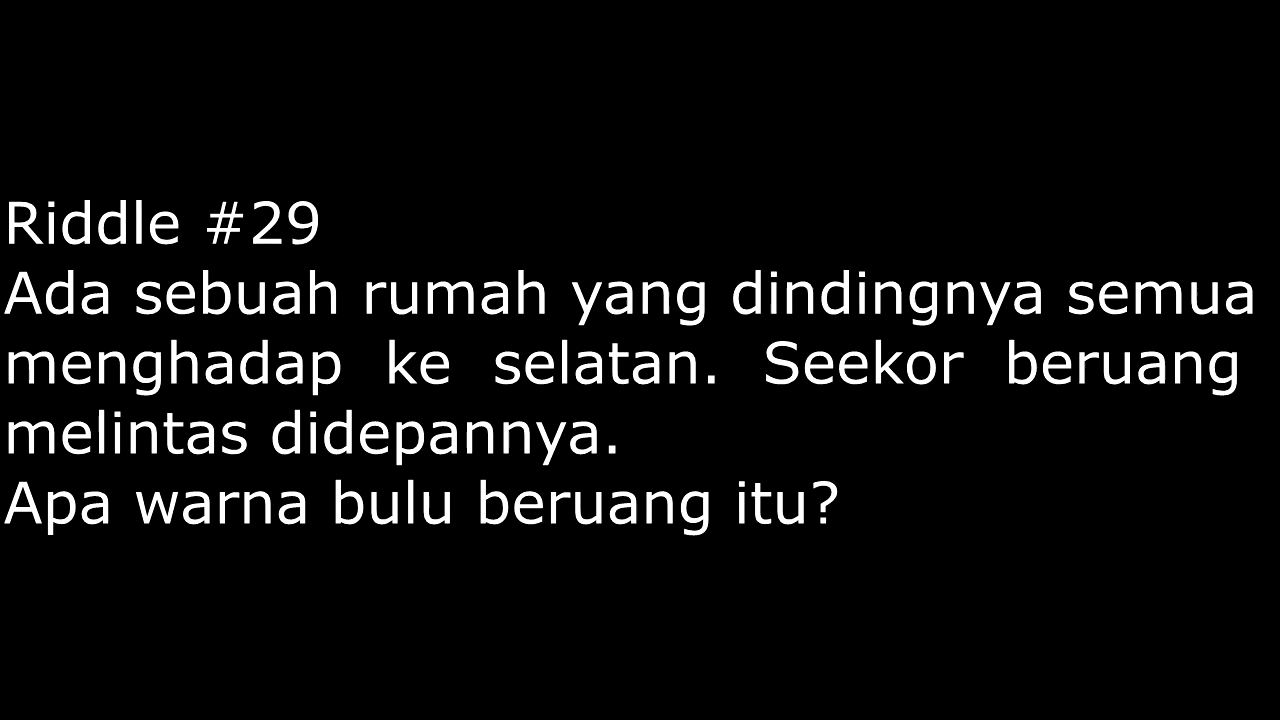 Riddle #29
Ada sebuah rumah yang dindingnya semua
menghadap ke selatan. Seekor beruang
melintas didepannya.
Apa warna bulu beruang itu?